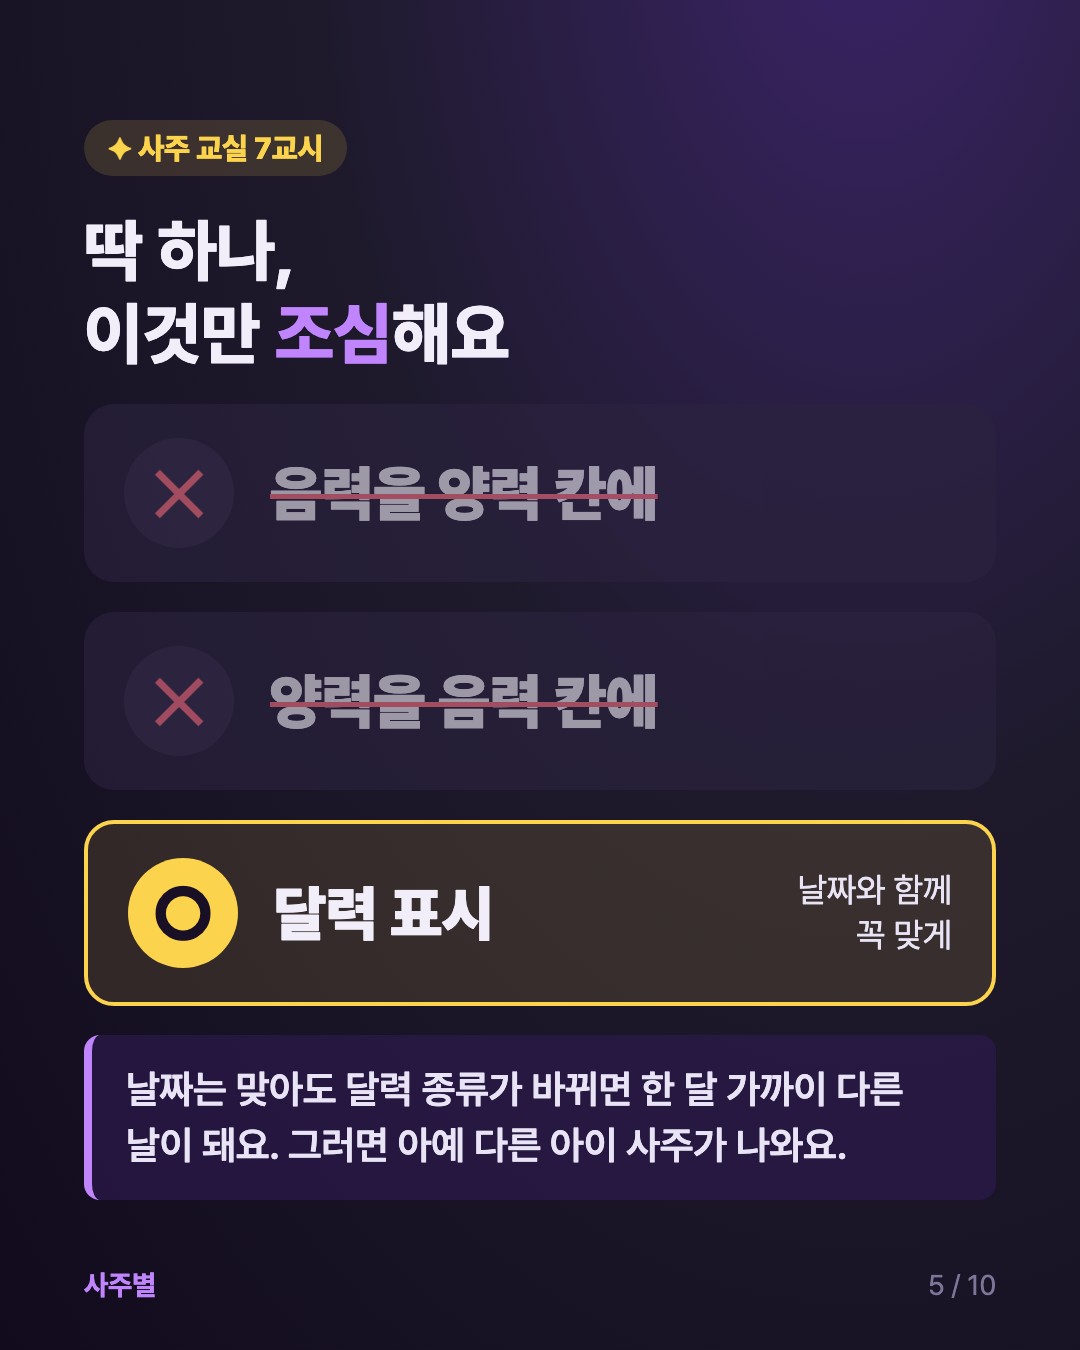 ✦ 사주 교실 7교시
딱 하나,
이것만 조심해요
음력을 양력 칸에
양력을 음력 칸에
달력 표시
날짜와 함께
꼭 맞게
날짜는 맞아도 달력 종류가 바뀌면 한 달 가까이 다른
날이 돼요. 그러면 아예 다른 아이 사주가 나와요.
사주별
5 / 10